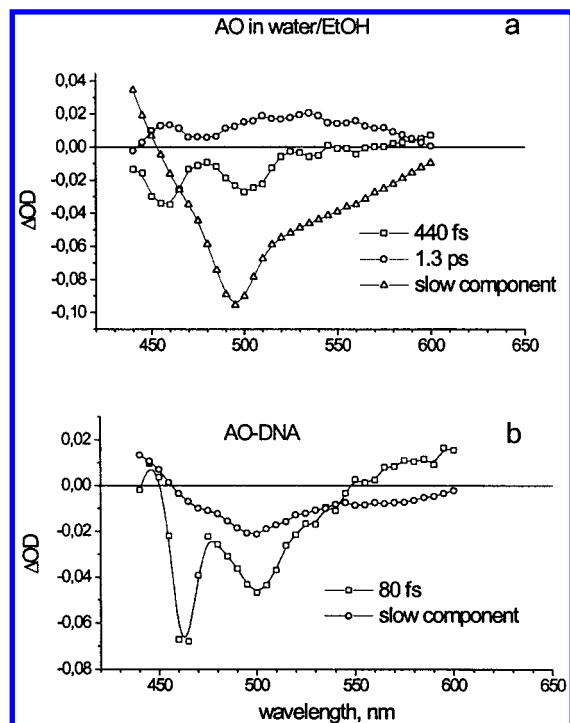 AO in water/EtOH
a
0,04
0,02
0,00
-0,02
-0,04
-0,06
-0,08
-0,10
ΔOD
440 fs
1.3 ps
slow component
450 500 550 600 650
AO-DNA
b
0,02
0,00
-0,02
-0,04
-0,06
-0,08
ΔOD
80 fs
slow component
450 500 550 600 650
wavelength, nm